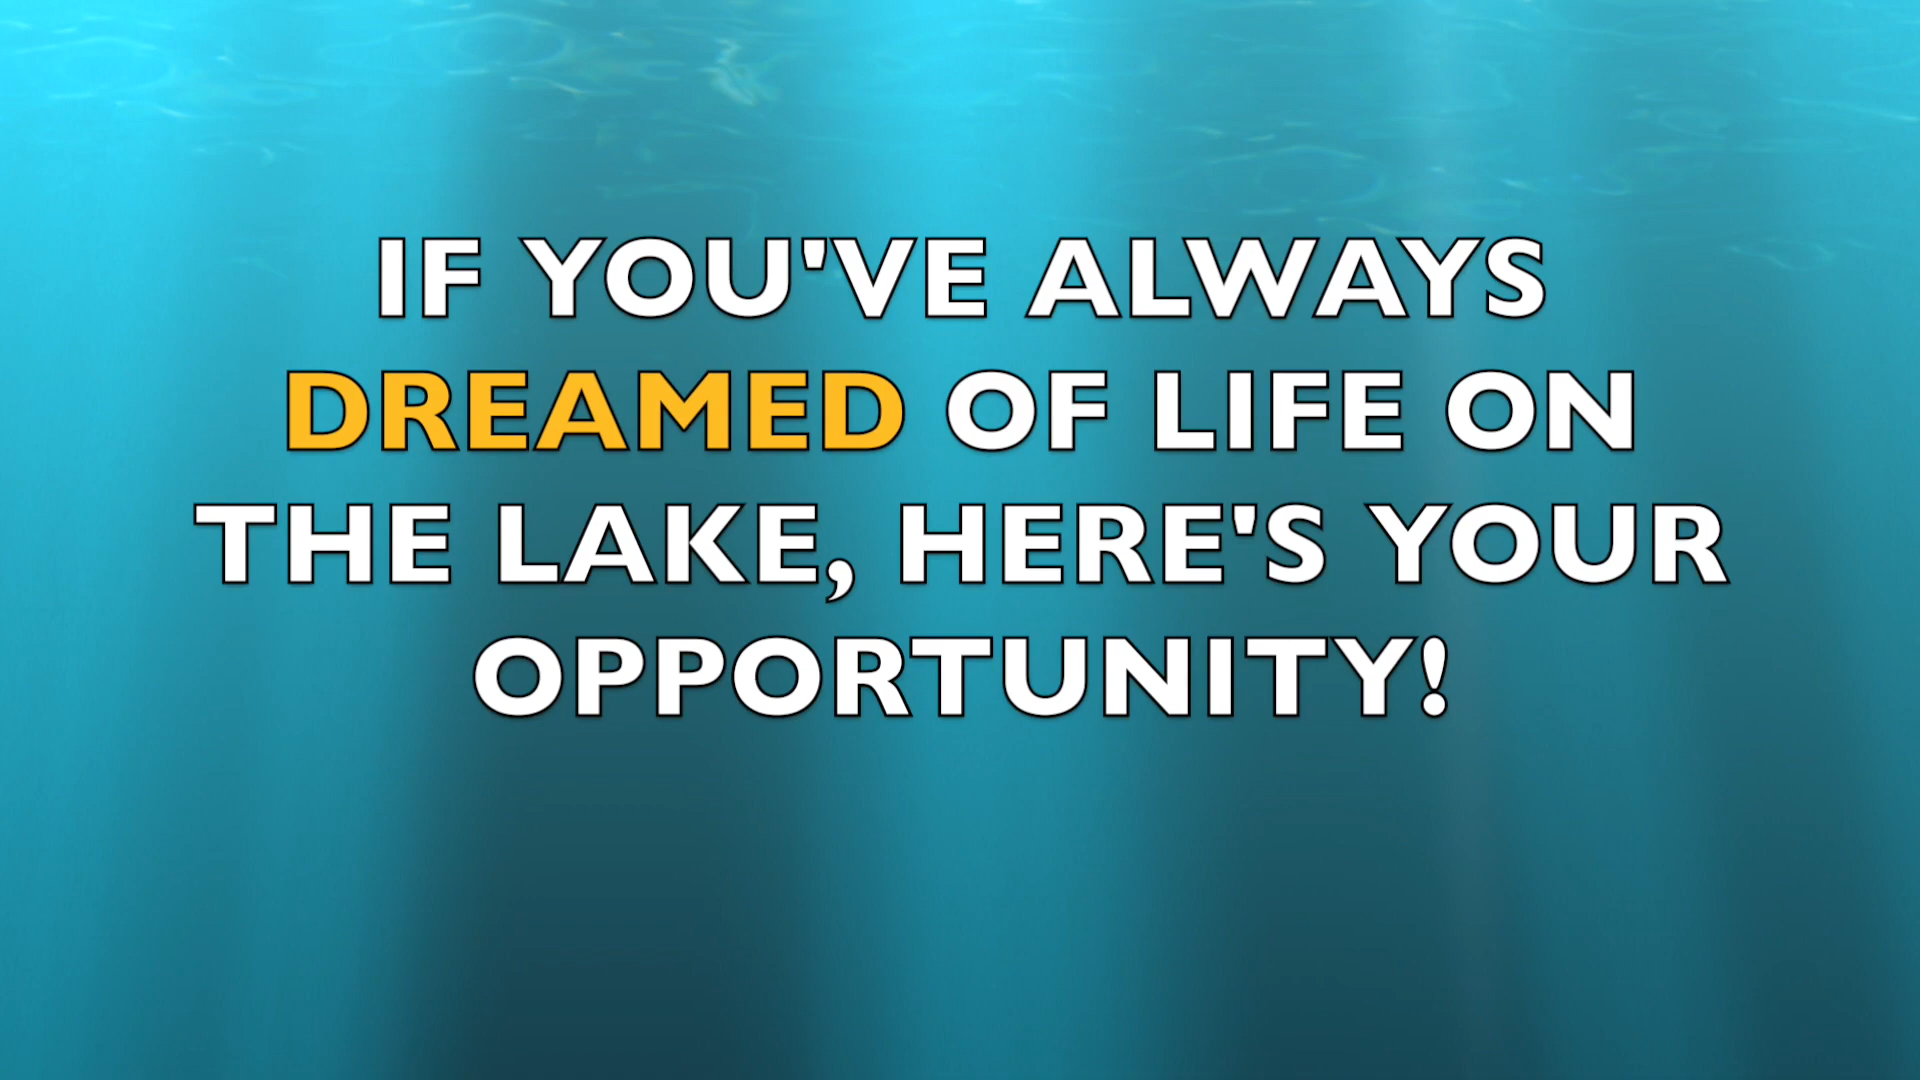 IF YOU'VE ALWAYS
DREAMED OF LIFE ON
THE LAKE, HERE'S YOUR
OPPORTUNITY!